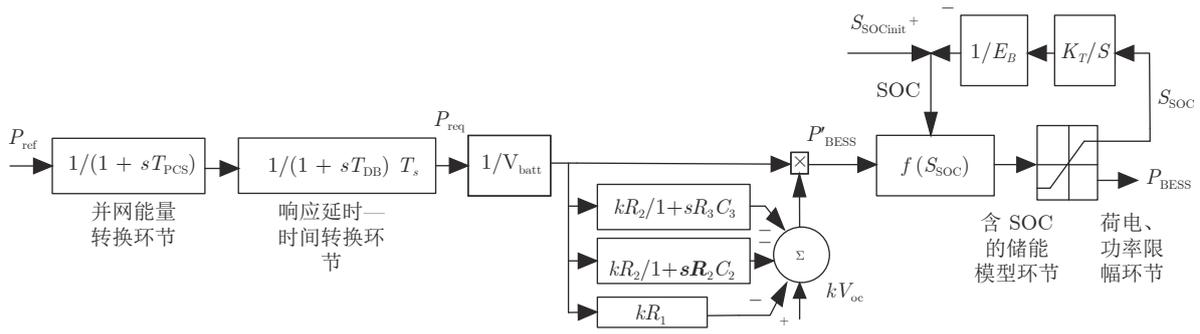 S_SOCinit +
−
1/E_B
K_T/S
SOC
S_SOC
P_ref
1/(1 + sT_PCS)
1/(1 + sT_DB) T_s
P_req
1/V_batt
×
P′_BESS
f(S_SOC)
P_BESS
并网能量
转换环节
响应延时—
时间转换环
节
kR_2/1+sR_3C_3
−
−
kR_2/1+sR_2C_2
Σ
kR_1
−
+
kV_oc
含 SOC
的储能
模型环节
荷电、
功率限
幅环节